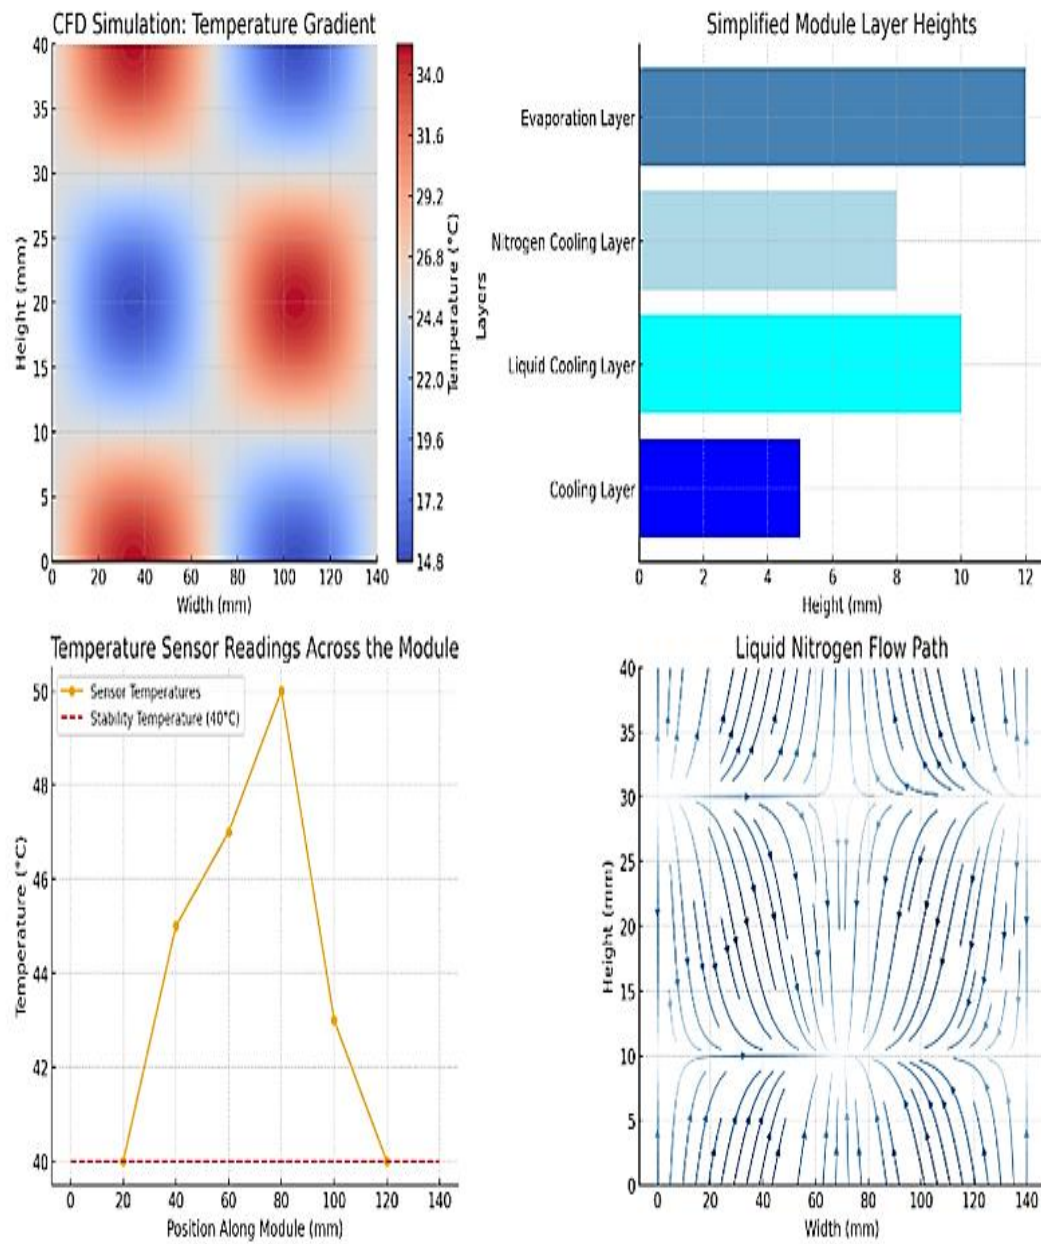 CFD Simulation: Temperature Gradient
40
35
30
25
20
15
10
5
0
Height (mm)
0 20 40 60 80 100 120 140
Width (mm)
34.0
31.6
29.2
26.8
24.4
22.0
19.6
17.2
14.8
Temperature (°C)
Simplified Module Layer Heights
Layers
Evaporation Layer
Nitrogen Cooling Layer
Liquid Cooling Layer
Cooling Layer
0 2 4 6 8 10 12
Height (mm)
Temperature Sensor Readings Across the Module
Sensor Temperatures
Stability Temperature (40°C)
50
48
46
44
42
40
Temperature (°C)
0 20 40 60 80 100 120 140
Position Along Module (mm)
Liquid Nitrogen Flow Path
40
35
30
25
20
15
10
5
0
Height (mm)
0 20 40 60 80 100 120 140
Width (mm)